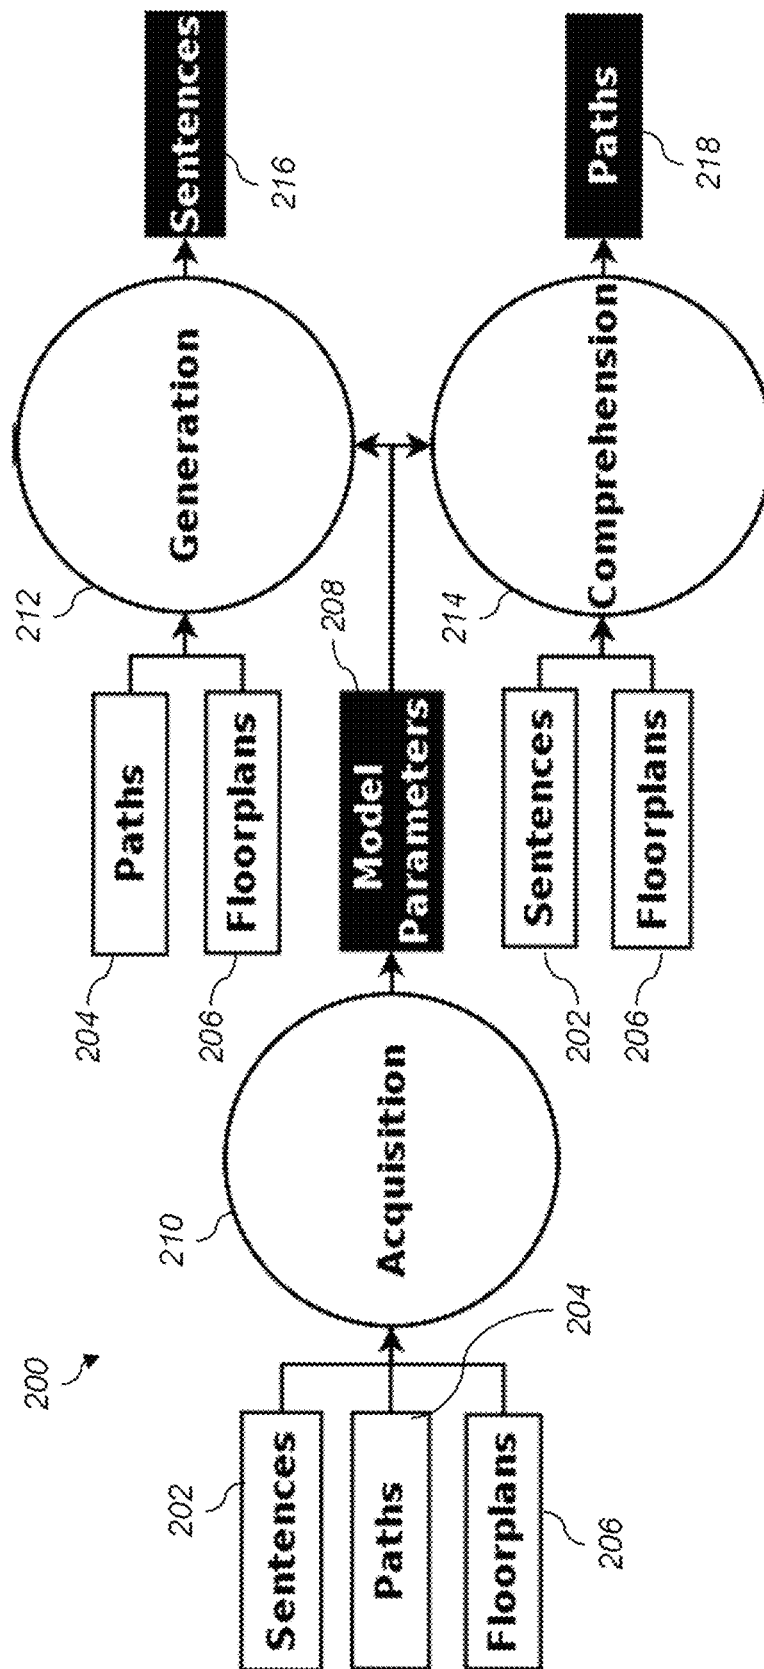 200
Sentences
202
Paths
204
Floorplans
206
210
Acquisition
204
Paths
206
Floorplans
208
Model
Parameters
202
Sentences
206
Floorplans
212
Generation
214
Comprehension
Sentences
216
Paths
218